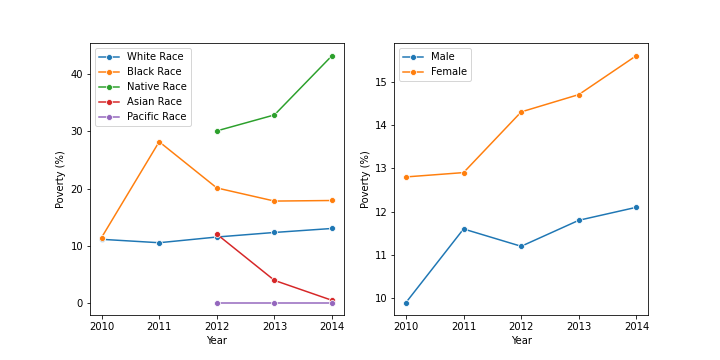 White Race
Black Race
Native Race
Asian Race
Pacific Race
Poverty (%)
40
30
20
10
0
2010 2011 2012 2013 2014
Year
Male
Female
Poverty (%)
15
14
13
12
11
10
2010 2011 2012 2013 2014
Year